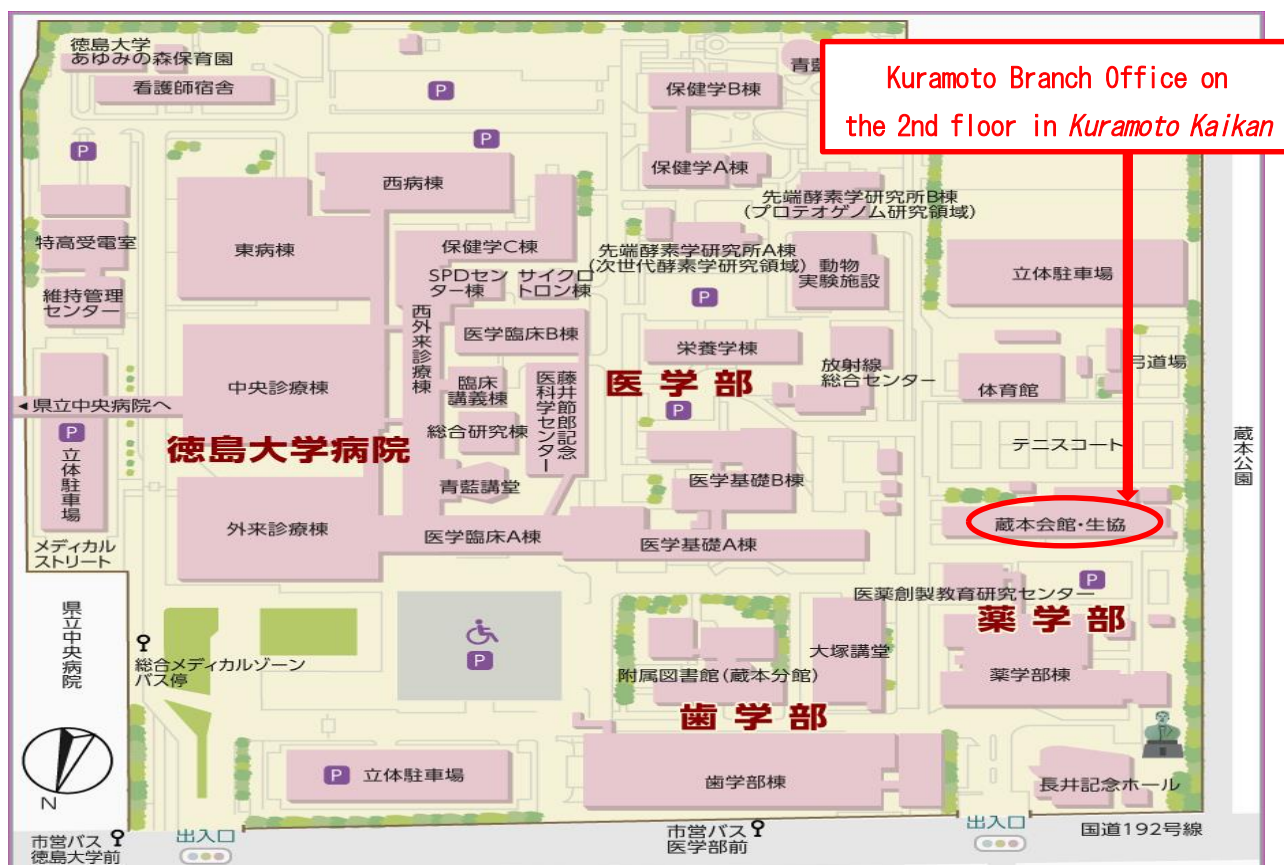 徳島大学
あゆみの森保育園
看護師宿舎
P
P
P
保健学B棟
青藍
Kuramoto Branch Office on
the 2nd floor in Kuramoto Kaikan
保健学A棟
西病棟
先端酵素学研究所B棟
(プロテオゲノム研究領域)
特高受電室
東病棟
保健学C棟
先端酵素学研究所A棟
(次世代酵素学研究領域)
動物
実験施設
立体駐車場
維持管理
センター
SPDセン
ター棟
サイクロ
トロン棟
P
西外来診療棟
医学臨床B棟
栄養学棟
放射線
総合センター
弓道場
体育館
中央診療棟
臨床
講義棟
藤井節郎記念
医科学センター
医学部
◀県立中央病院へ
P
立体駐車場
総合研究棟
P
テニスコート
蔵本公園
徳島大学病院
青藍講堂
医学基礎B棟
外来診療棟
医学臨床A棟
医学基礎A棟
蔵本会館・生協
メディカル
ストリート
医薬創製教育研究センター
P
県立中央病院
薬学部
総合メディカルゾーン
バス停
P
大塚講堂
附属図書館(蔵本分館)
薬学部棟
歯学部
N
P 立体駐車場
歯学部棟
長井記念ホール
市営バス
徳島大学前
出入口
市営バス
医学部前
出入口
国道192号線